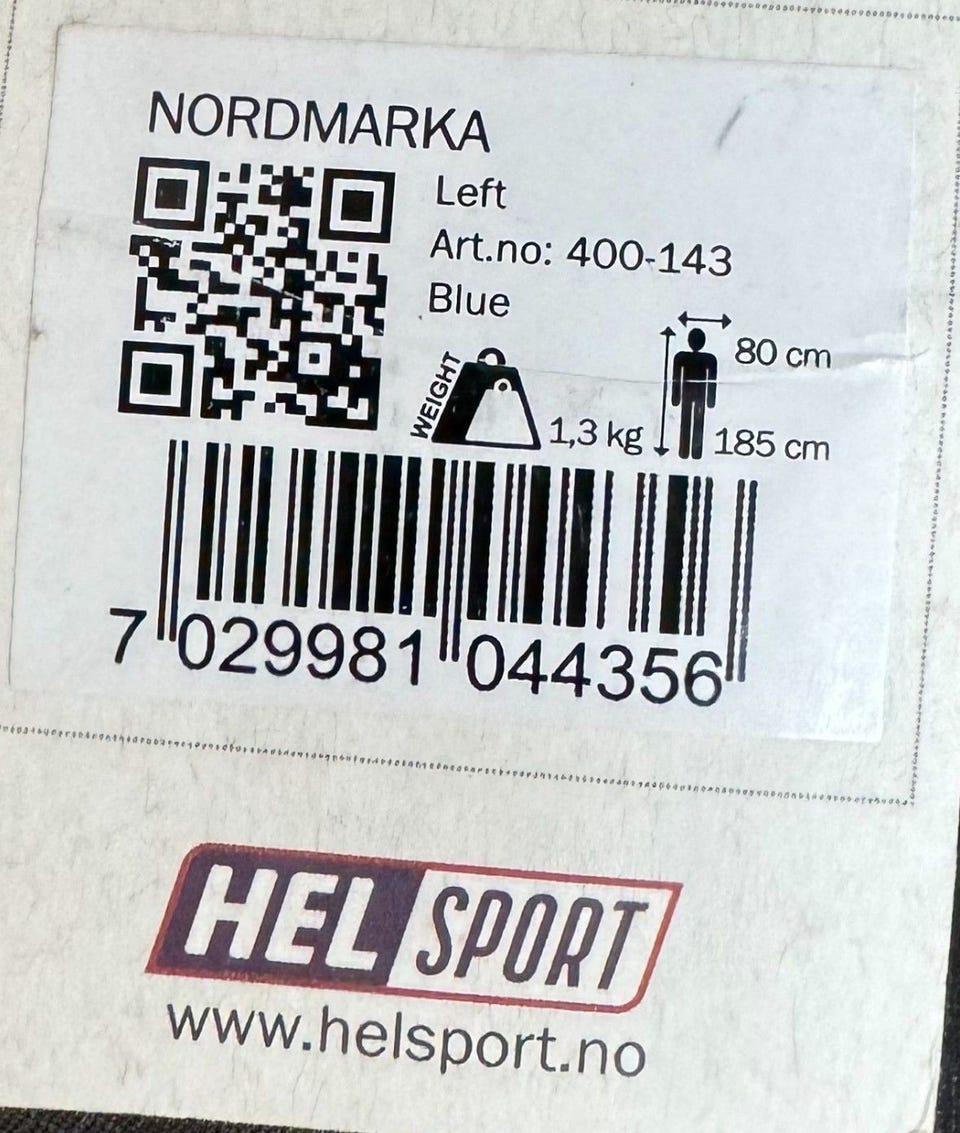 NORDMARKA
Left
Art.no: 400-143
Blue
80 cm
WEIGHT
1,3 kg
185 cm
7 029981 044356
HEL SPORT
www.helsport.no